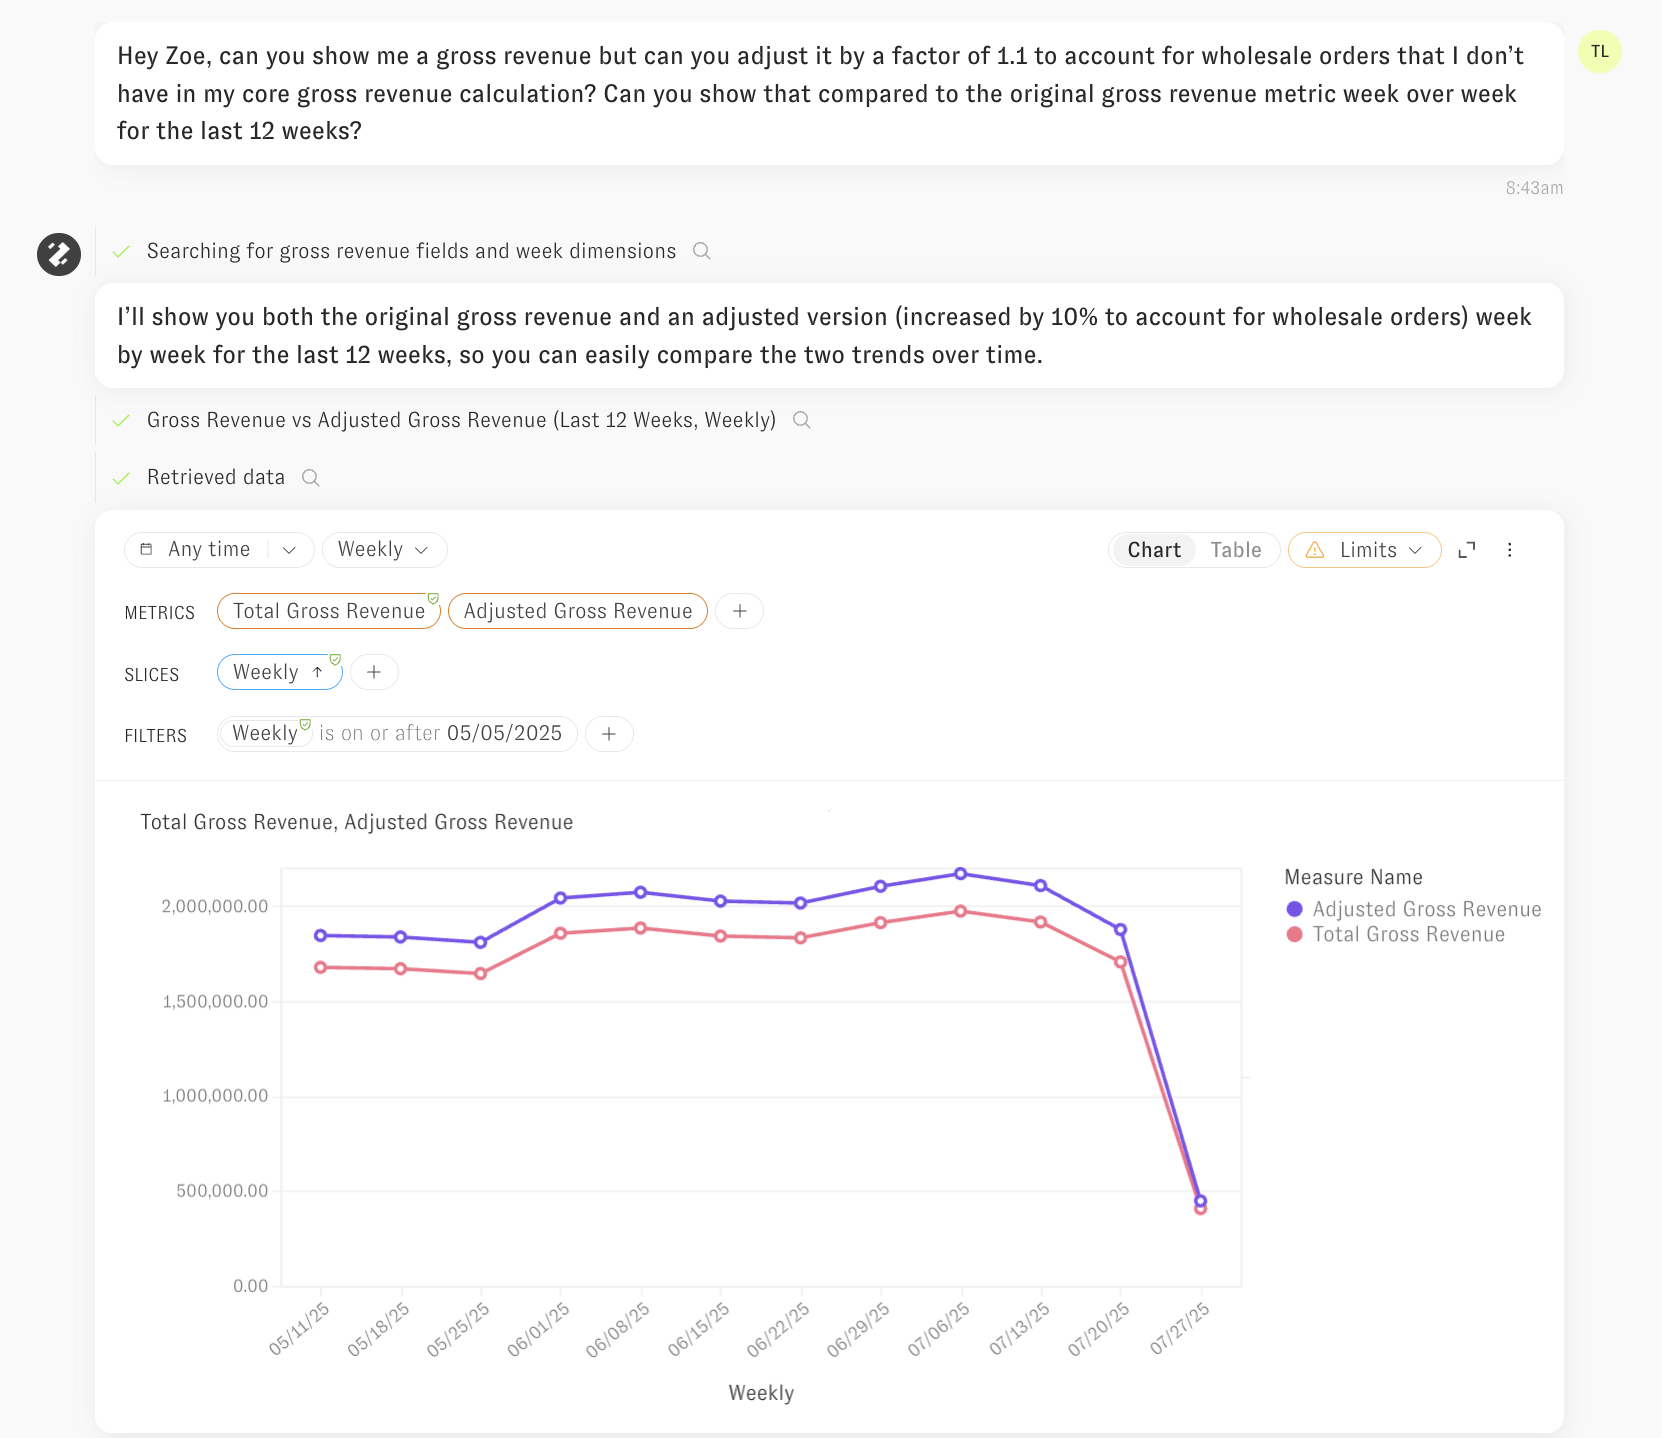 Hey Zoe, can you show me a gross revenue but can you adjust it by a factor of 1.1 to account for wholesale orders that I don’t
have in my core gross revenue calculation? Can you show that compared to the original gross revenue metric week over week
for the last 12 weeks?
TL
8:43am
Searching for gross revenue fields and week dimensions
I’ll show you both the original gross revenue and an adjusted version (increased by 10% to account for wholesale orders) week
by week for the last 12 weeks, so you can easily compare the two trends over time.
Gross Revenue vs Adjusted Gross Revenue (Last 12 Weeks, Weekly)
Retrieved data
Any time Weekly Chart Table Limits
METRICS Total Gross Revenue Adjusted Gross Revenue +
SLICES Weekly ↑ +
FILTERS Weekly is on or after 05/05/2025 +
Total Gross Revenue, Adjusted Gross Revenue
Measure Name
Adjusted Gross Revenue
Total Gross Revenue
2,000,000.00
1,500,000.00
1,000,000.00
500,000.00
0.00
05/11/25 05/18/25 05/25/25 06/01/25 06/08/25 06/15/25 06/22/25 06/29/25 07/06/25 07/13/25 07/20/25 07/27/25
Weekly